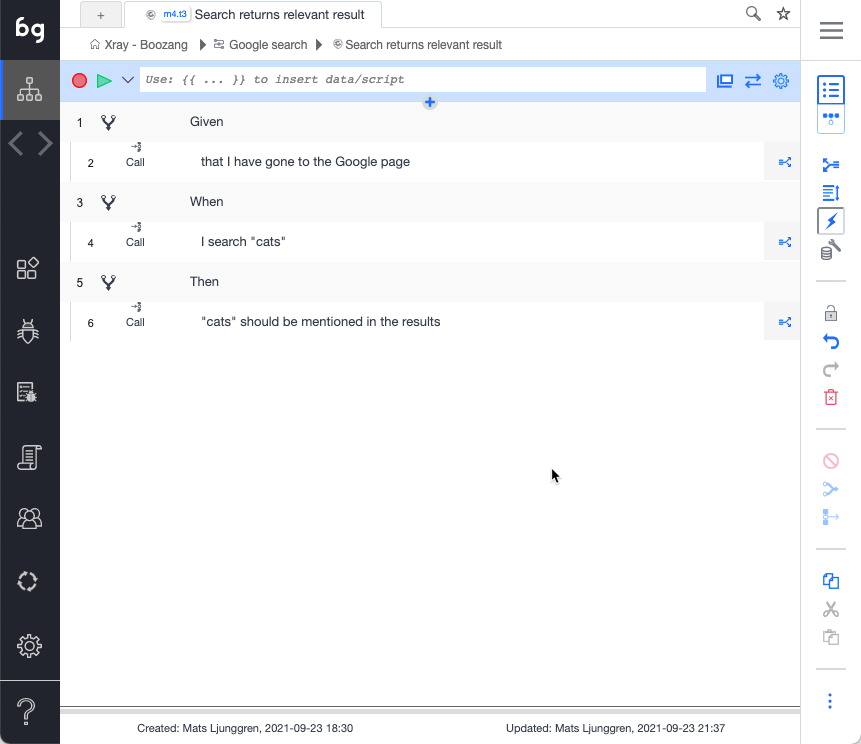 bg
+
m4.t3 Search returns relevant result
Xray - Boozang Google search Search returns relevant result
Use: {{ ... }} to insert data/script
1 Given
2 Call that I have gone to the Google page
3 When
4 Call I search "cats"
5 Then
6 Call "cats" should be mentioned in the results
Created: Mats Ljunggren, 2021-09-23 18:30 Updated: Mats Ljunggren, 2021-09-23 21:37